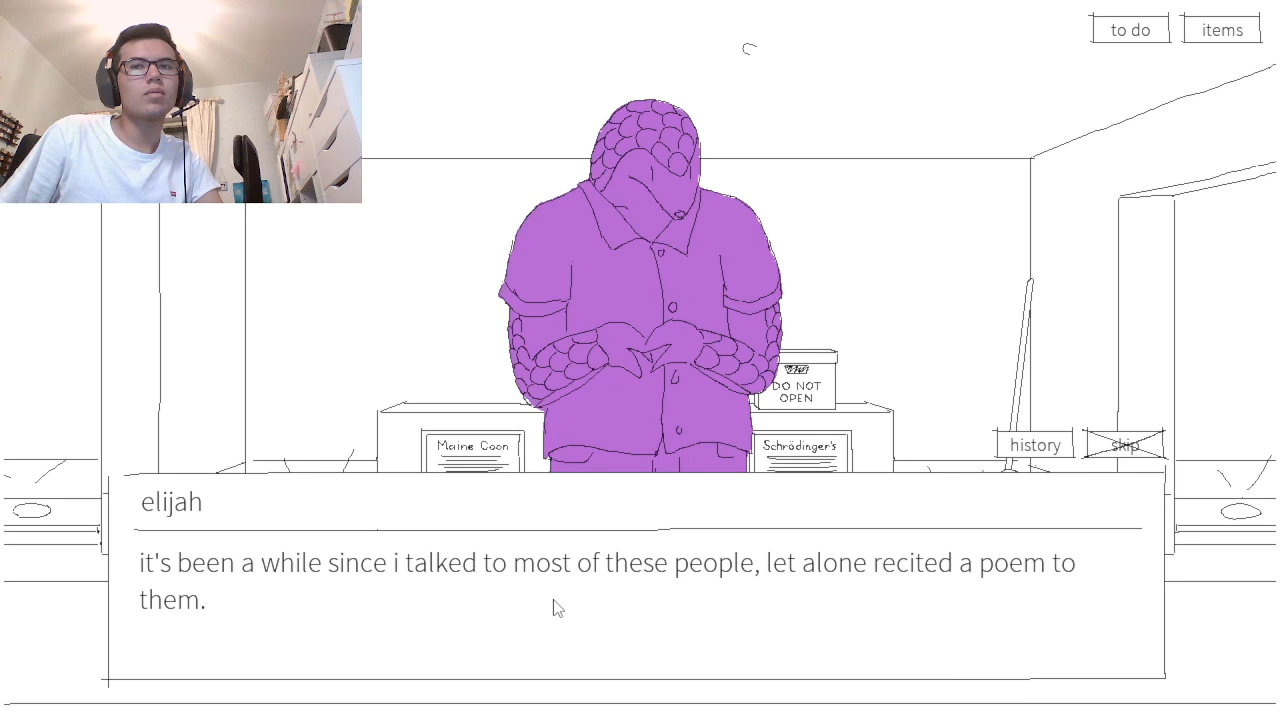 to do
items
DO NOT
OPEN
Maine Coon
Schrödinger's
history
skip
elijah
it's been a while since i talked to most of these people, let alone recited a poem to
them.